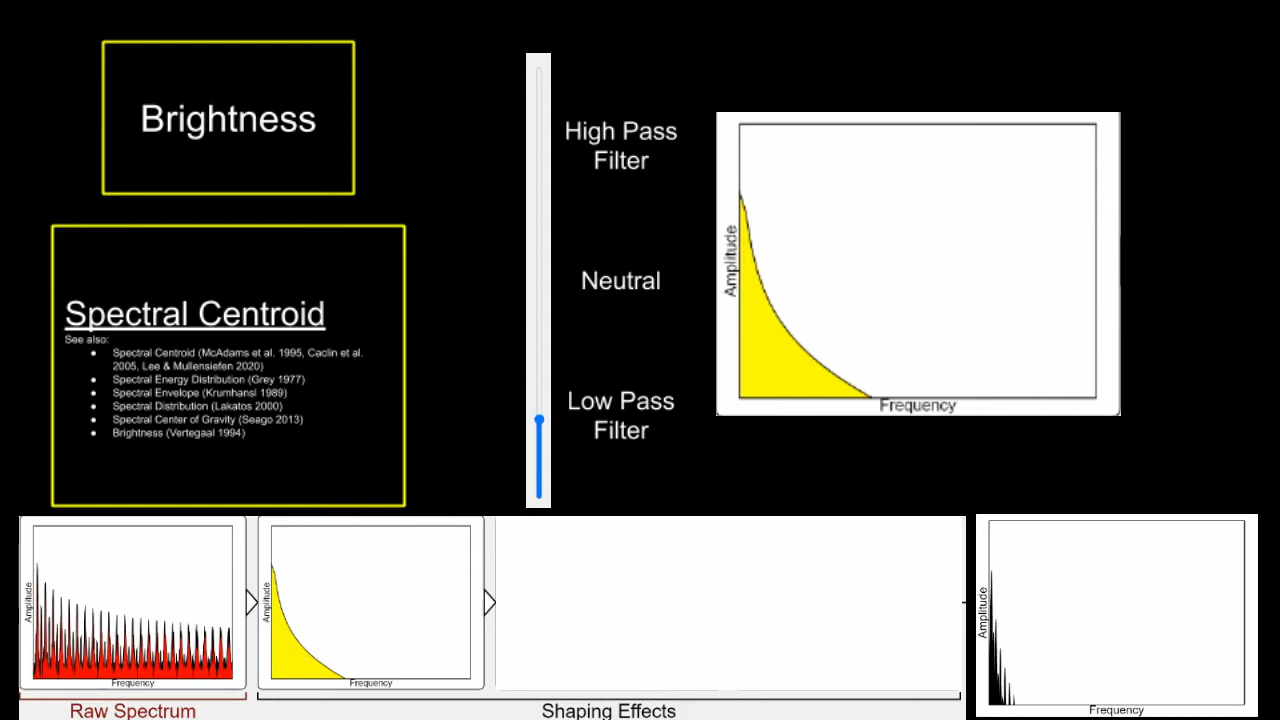 Brightness
Spectral Centroid
See also:
● Spectral Centroid (McAdams et al. 1995, Caclin et al.
2005, Lee & Mullensiefen 2020)
● Spectral Energy Distribution (Grey 1977)
● Spectral Envelope (Krumhansl 1989)
● Spectral Distribution (Lakatos 2000)
● Spectral Center of Gravity (Seago 2013)
● Brightness (Vertegaal 1994)
High Pass
Filter
Neutral
Low Pass
Filter
Amplitude
Frequency
Amplitude
Frequency
Raw Spectrum
Amplitude
Frequency
Shaping Effects
Amplitude
Frequency